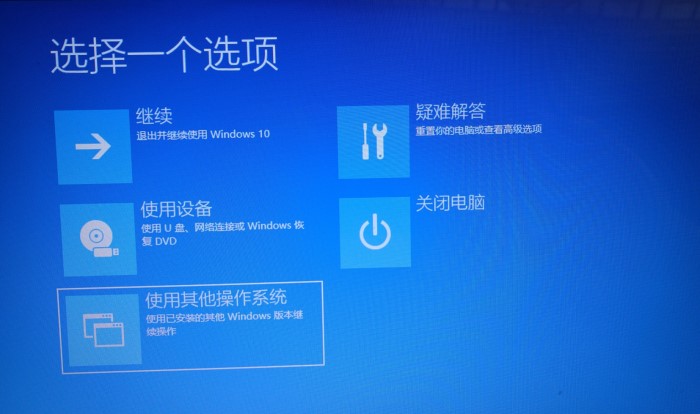 选择一个选项
继续
退出并继续使用 Windows 10
疑难解答
重置你的电脑或查看高级选项
使用设备
使用 U 盘、网络连接或 Windows 恢
复 DVD
关闭电脑
使用其他操作系统
使用已安装的其他 Windows 版本继
续操作